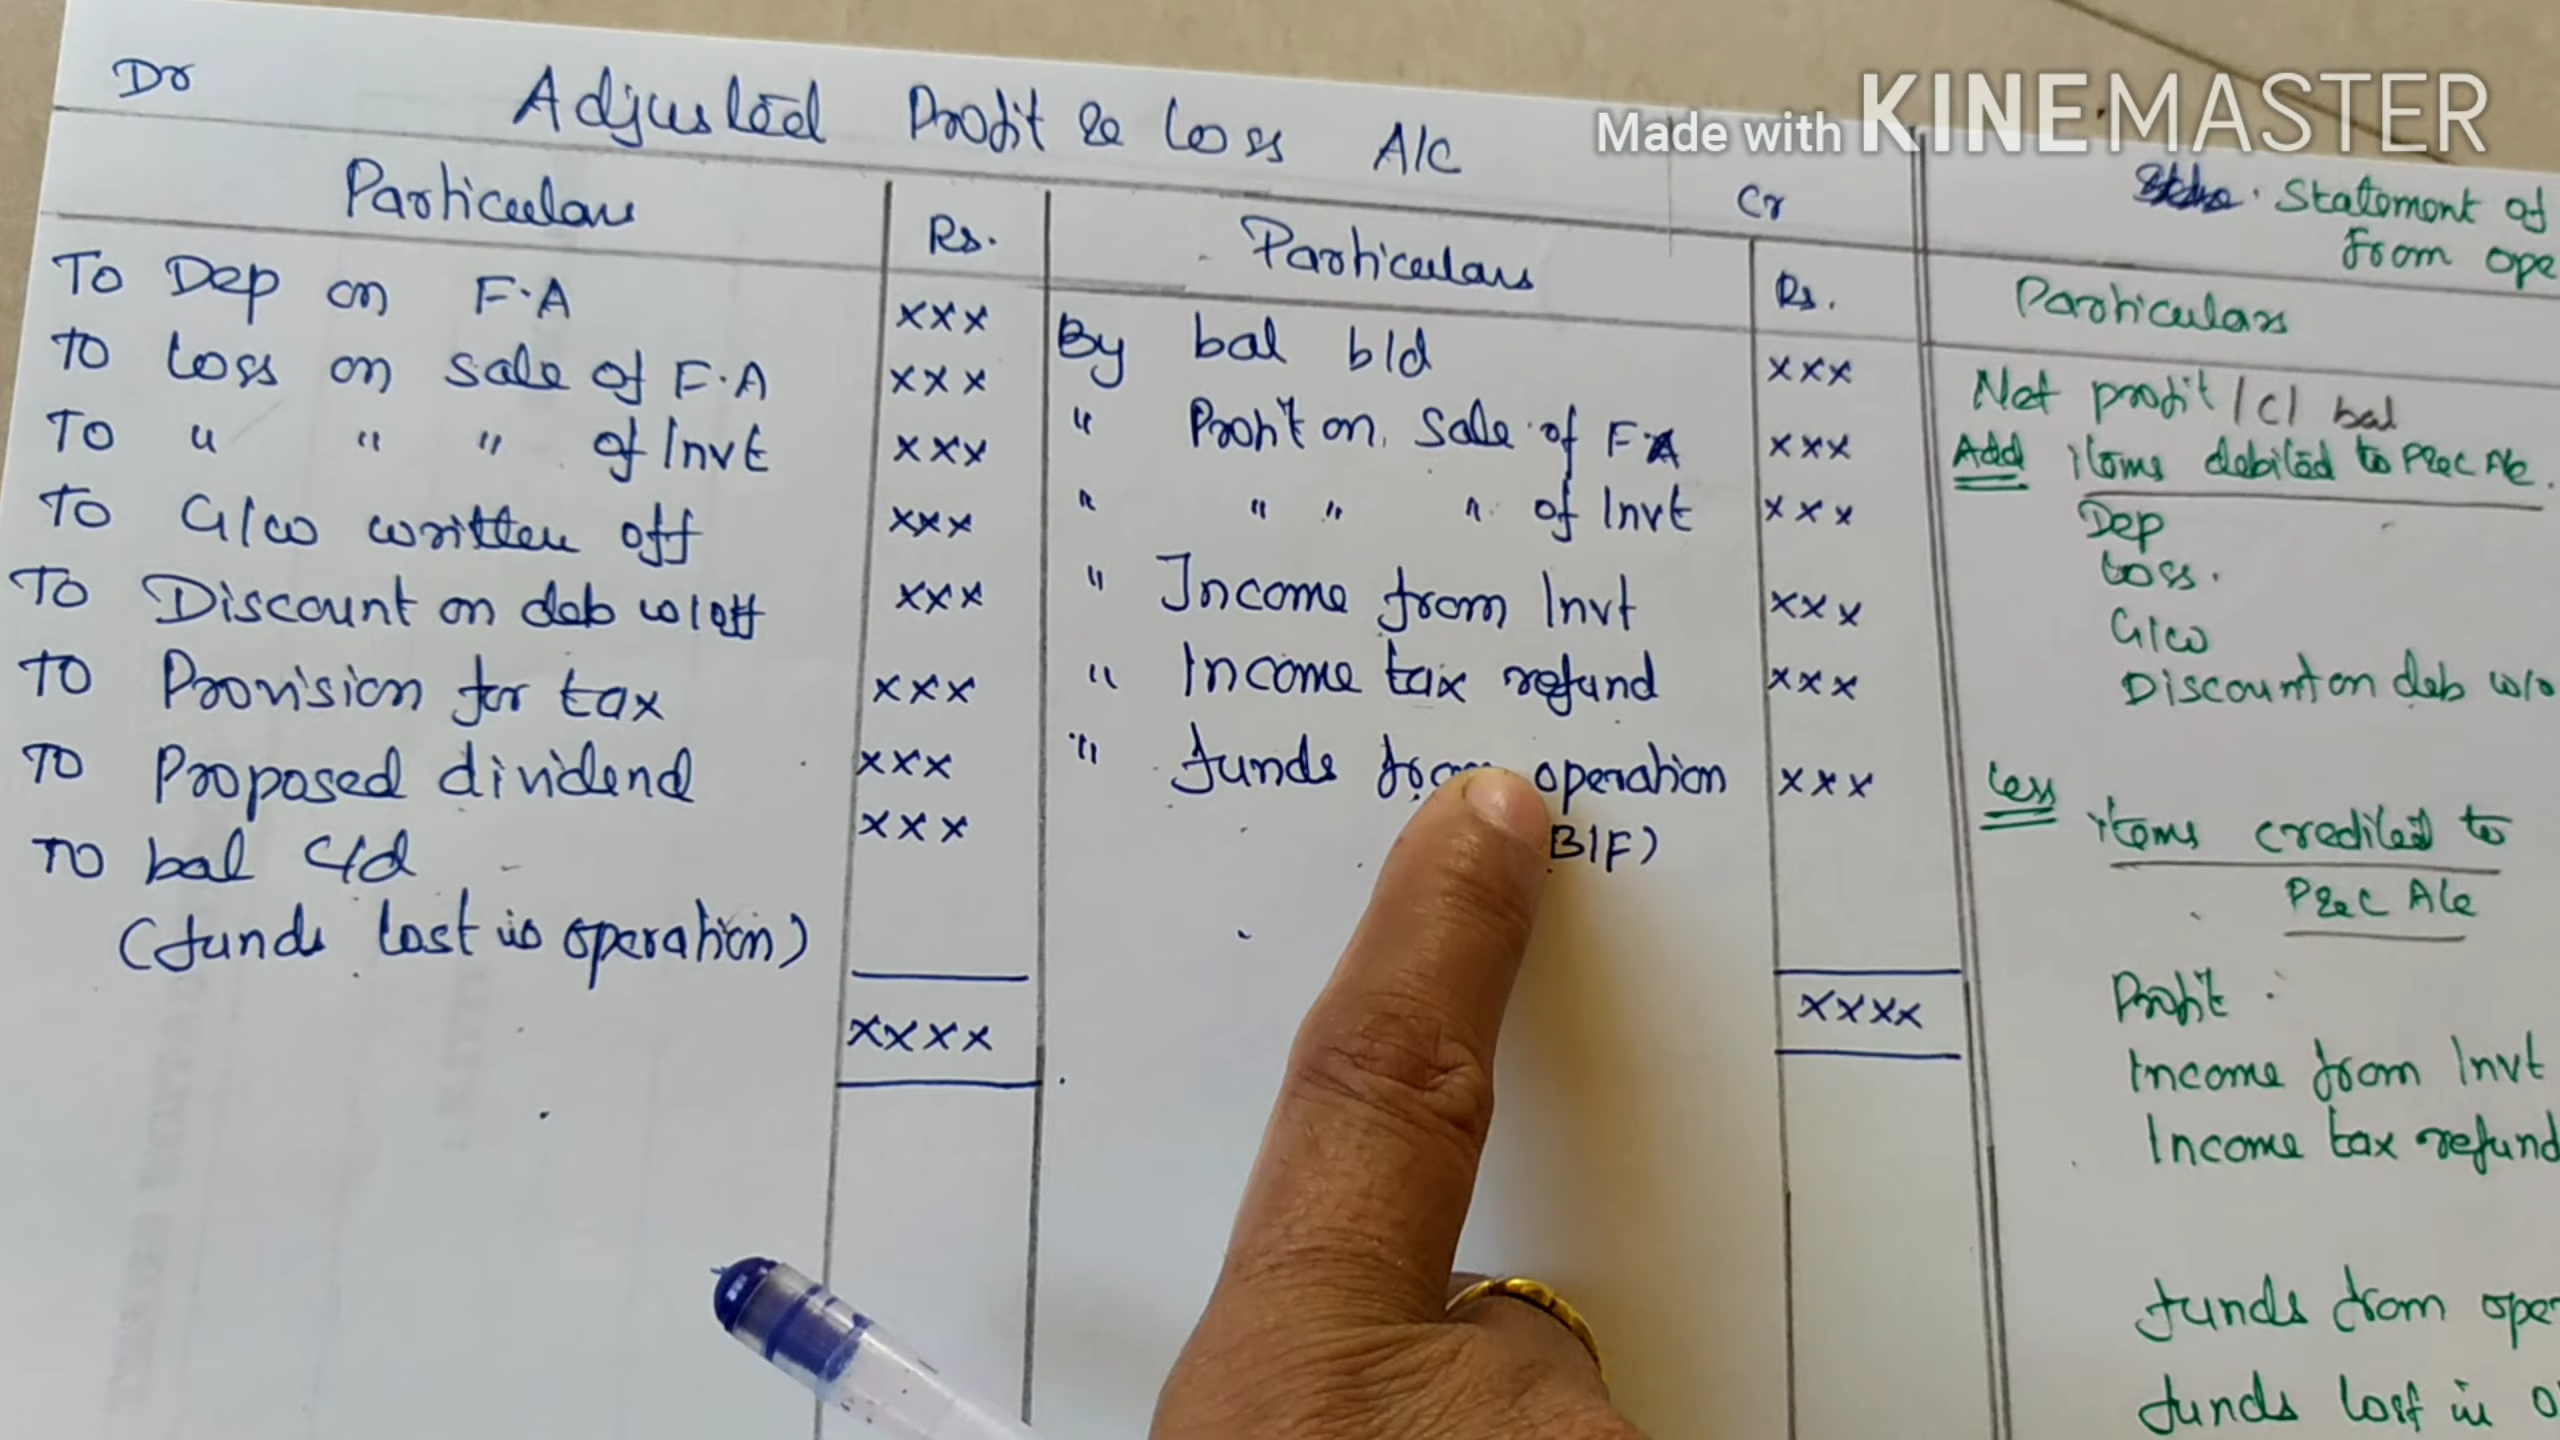 Made with KINEMASTER
Dr
Adjusted Profit & Loss A/C
Cr
Particulars Rs. Particulars Rs.
To Dep on F.A xxx
To Loss on sale of F.A xxx
To " " " of Invt xxx
To G/w written off xxx
To Discount on deb w/off xxx
To Provision for tax xxx
To Proposed dividend xxx
To bal c/d xxx
(funds lost in operation)
xxxx
By bal b/d xxx
" Profit on sale of FA xxx
" " " " of Invt xxx
" Income from Invt xxx
" Income tax refund xxx
" funds from operation xxx
B/F)
xxxx
Statement of
from ope
Particulars
Net profit / C/ bal
Add items debited to P&L A/c.
Dep
Loss.
G/w
Discount on deb w/o
Less items credited to
P&L A/c
Profit
Income from Invt
Income tax refund
funds from oper
funds lost in o